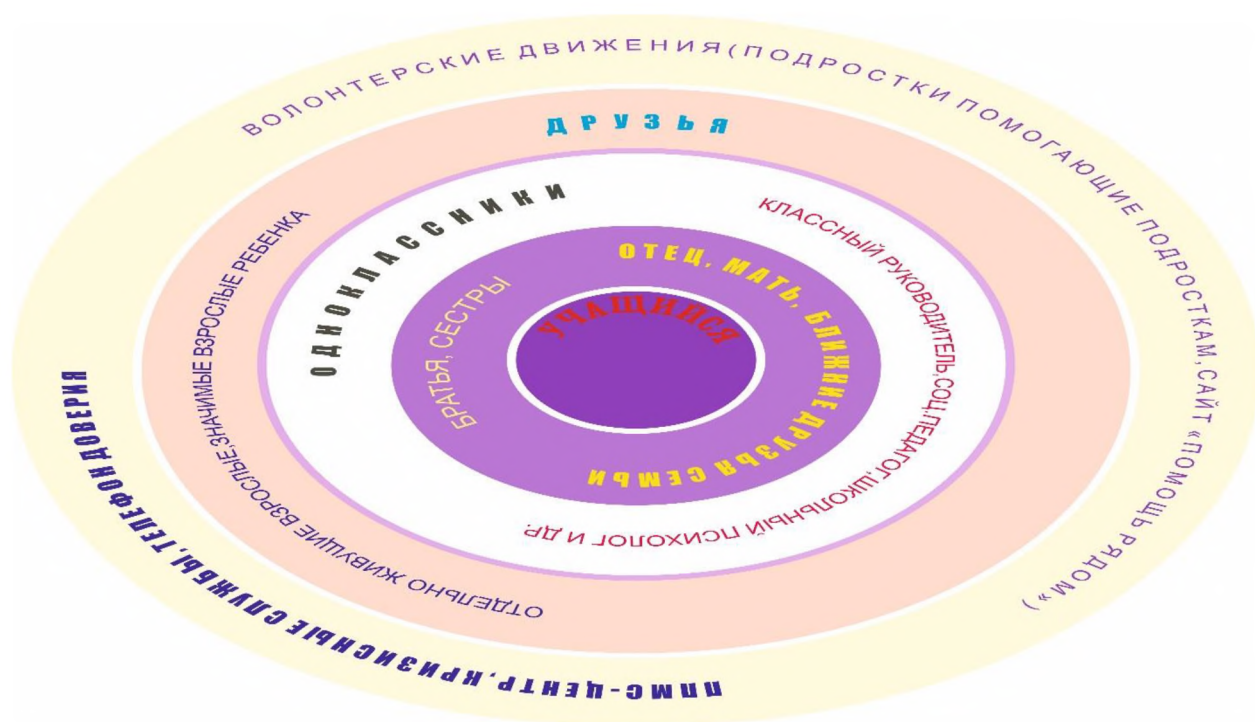 ВОЛОНТЕРСКИЕ ДВИЖЕНИЯ(ПОДРОСТКИ ПОМОГАЮЩИЕ ПОДРОСТКАМ, САЙТ «ПОМОЩЬ РЯДОМ»)
ДРУЗЬЯ
ОДНОКЛАССНИКИ
КЛАССНЫЙ РУКОВОДИТЕЛЬ,СОЦ.ПЕДАГОГ,ШКОЛЬНЫЙ ПСИХОЛОГ И ДР.
ОТЕЦ, МАТЬ, БЛИЖНИЕ ДРУЗЬЯ СЕМЬИ
БРАТЬЯ, СЕСТРЫ
УЧАЩИЙСЯ
ОТДЕЛЬНО ЖИВУЩИЕ ВЗРОСЛЫЕ,ЗНАЧИМЫЕ ВЗРОСЛЫЕ РЕБЕНКА
ППМС-ЦЕНТР,КРИЗИСНЫЕ СЛУЖБЫ,ТЕЛЕФОН ДОВЕРИЯ